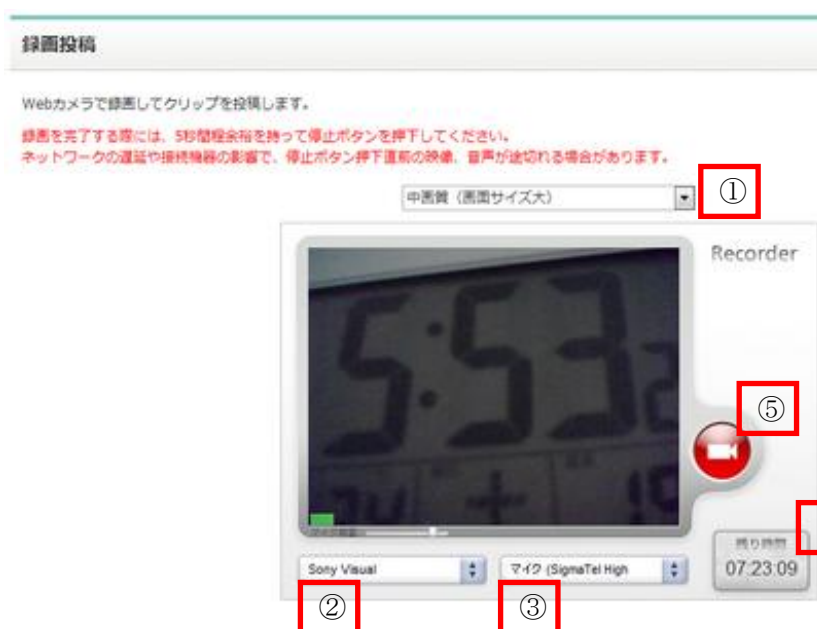 録画投稿
Webカメラで録画してクリップを投稿します。
録画を完了する際には、5秒間程余裕を持って停止ボタンを押下してください。
ネットワークの遅延や接続機器の影響で、停止ボタン押下直前の映像、音声が途切れる場合があります。
中画質（画面サイズ大）
①
Recorder
5:53 2
⑤
残り時間
07:23:09
Sony Visual
マイク (SigmaTel High
②
③